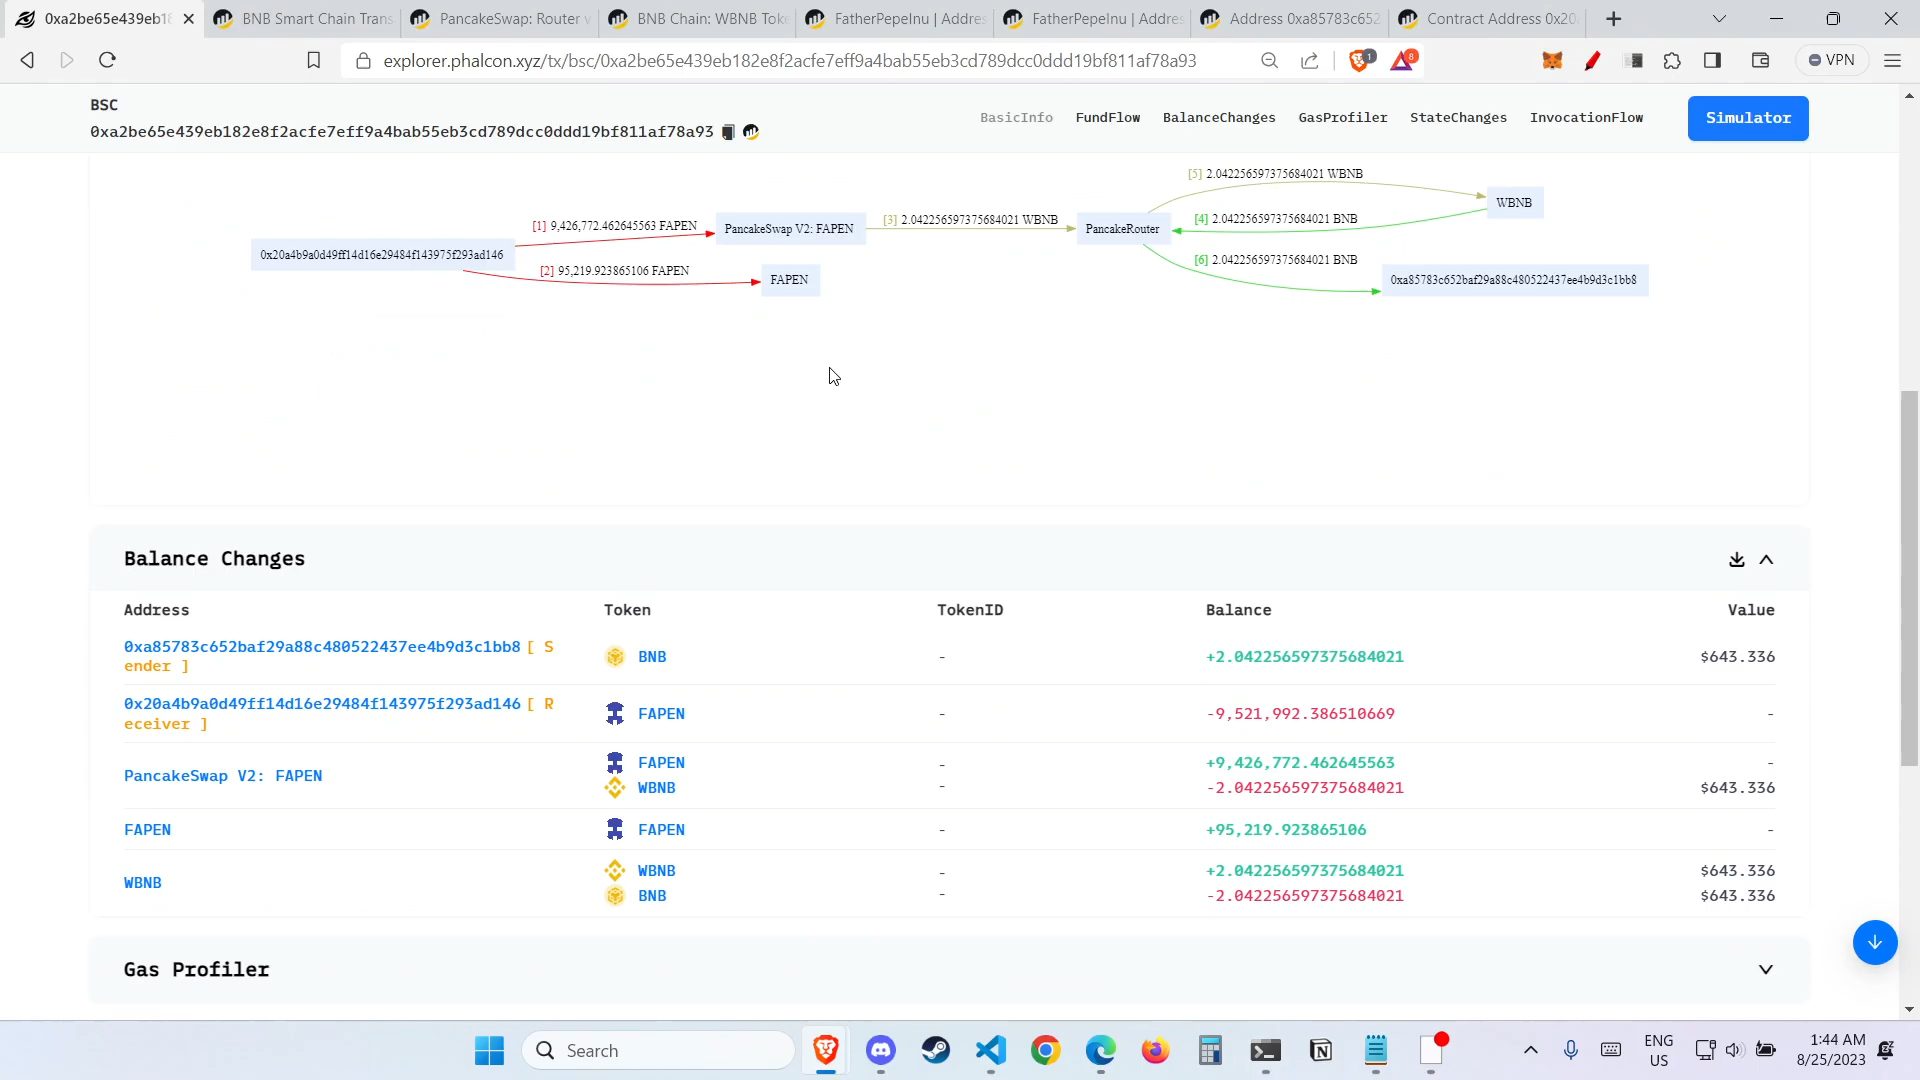 0xa2be65e439eb18
BNB Smart Chain Trans
PancakeSwap: Router v
BNB Chain: WBNB Toke
FatherPepeInu | Addres
FatherPepeInu | Addres
Address 0xa85783c652
Contract Address 0x20
explorer.phalcon.xyz/tx/bsc/0xa2be65e439eb182e8f2acfe7eff9a4bab55eb3cd789dcc0ddd19bf811af78a93
1
8
VPN
BSC
0xa2be65e439eb182e8f2acfe7eff9a4bab55eb3cd789dcc0ddd19bf811af78a93
BasicInfo
FundFlow
BalanceChanges
GasProfiler
StateChanges
InvocationFlow
Simulator
[5] 2.042256597375684021 WBNB
WBNB
[1] 9,426,772.462645563 FAPEN
PancakeSwap V2: FAPEN
[3] 2.042256597375684021 WBNB
PancakeRouter
[4] 2.042256597375684021 BNB
0x20a4b9a0d49ff14d16e29484f143975f293ad146
[2] 95,219.923865106 FAPEN
FAPEN
[6] 2.042256597375684021 BNB
0xa85783c652baf29a88c480522437ee4b9d3c1bb8
Balance Changes
Address Token TokenID Balance Value
0xa85783c652baf29a88c480522437ee4b9d3c1bb8 [ S
ender ]
BNB - +2.042256597375684021 $643.336
0x20a4b9a0d49ff14d16e29484f143975f293ad146 [ R
eceiver ]
FAPEN - -9,521,992.386510669 -
PancakeSwap V2: FAPEN
FAPEN - +9,426,772.462645563 -
WBNB - -2.042256597375684021 $643.336
FAPEN FAPEN - +95,219.923865106 -
WBNB
WBNB - +2.042256597375684021 $643.336
BNB - -2.042256597375684021 $643.336
Gas Profiler
Search
ENG
US
1:44 AM
8/25/2023